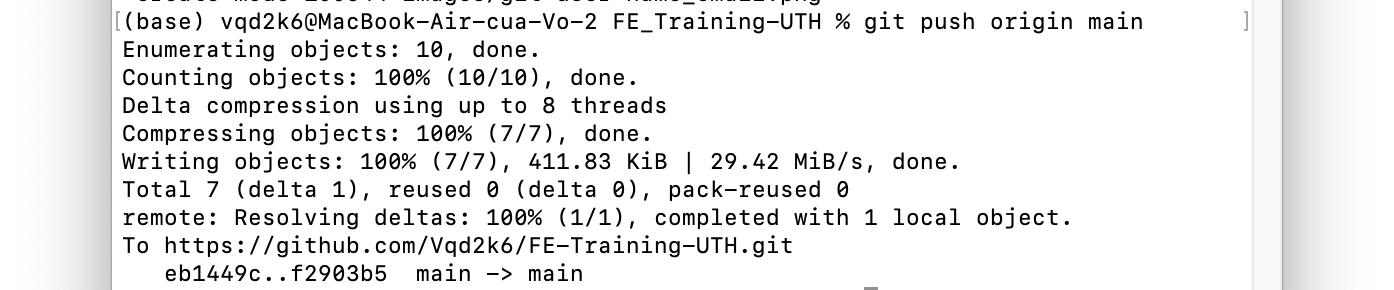 (base) vqd2k6@MacBook-Air-cua-Vo-2 FE_Training-UTH % git push origin main
Enumerating objects: 10, done.
Counting objects: 100% (10/10), done.
Delta compression using up to 8 threads
Compressing objects: 100% (7/7), done.
Writing objects: 100% (7/7), 411.83 KiB | 29.42 MiB/s, done.
Total 7 (delta 1), reused 0 (delta 0), pack-reused 0
remote: Resolving deltas: 100% (1/1), completed with 1 local object.
To https://github.com/Vqd2k6/FE-Training-UTH.git
   eb1449c..f2903b5  main -> main